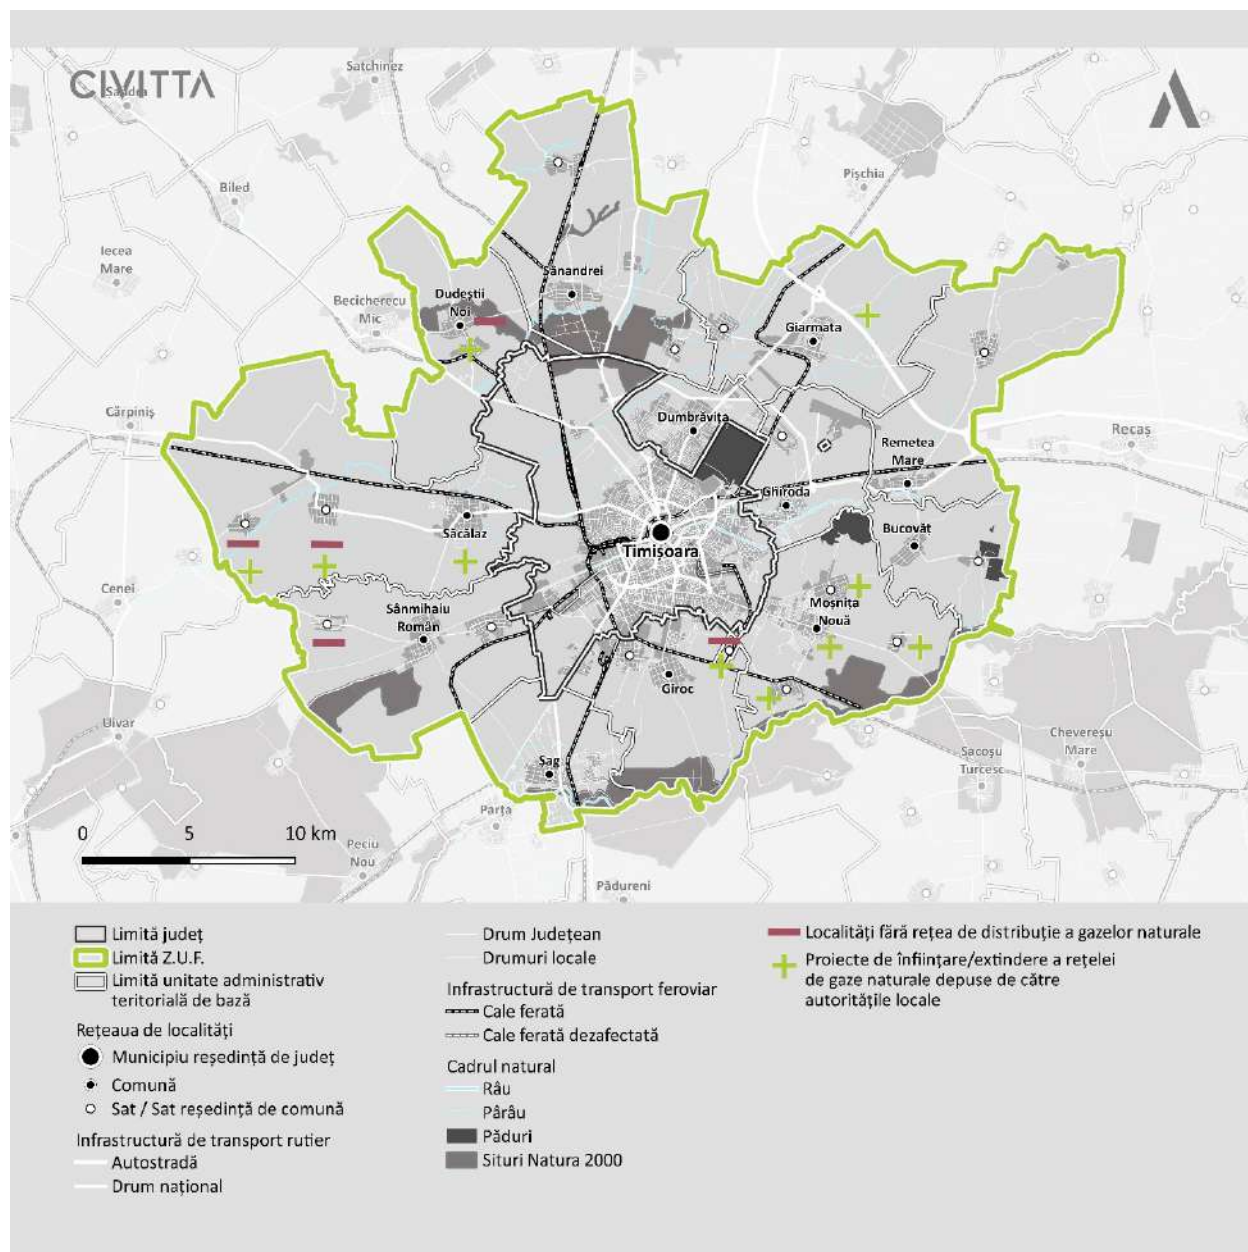 CIVITTA
Satchinez
Șandra
Pișchia
Biled
Iecea
Mare
Sânandrei
Dudeștii
Noi
Becicherecu
Mic
Giarmata
Cărpiniș
Dumbrăvița
Recaș
Remetea
Mare
Ghiroda
Săcălaz
Bucovăț
Timișoara
Cenei
Sânmihaiu
Român
Moșnița
Nouă
Giroc
Uivar
Chevereșu
Mare
Sacoșu
Turcesc
Șag
Parța
0 5 10 km
Peciu
Nou
Pădureni
Limită județ
Limită Z.U.F.
Limită unitate administrativ
teritorială de bază
Rețeaua de localități
Municipiu reședință de județ
Comună
Sat / Sat reședință de comună
Infrastructură de transport rutier
Autostradă
Drum național
Drum Județean
Drumuri locale
Infrastructură de transport feroviar
Cale ferată
Cale ferată dezafectată
Cadrul natural
Râu
Pârâu
Păduri
Situri Natura 2000
Localități fără rețea de distribuție a gazelor naturale
Proiecte de înființare/extindere a rețelei
de gaze naturale depuse de către
autoritățile locale